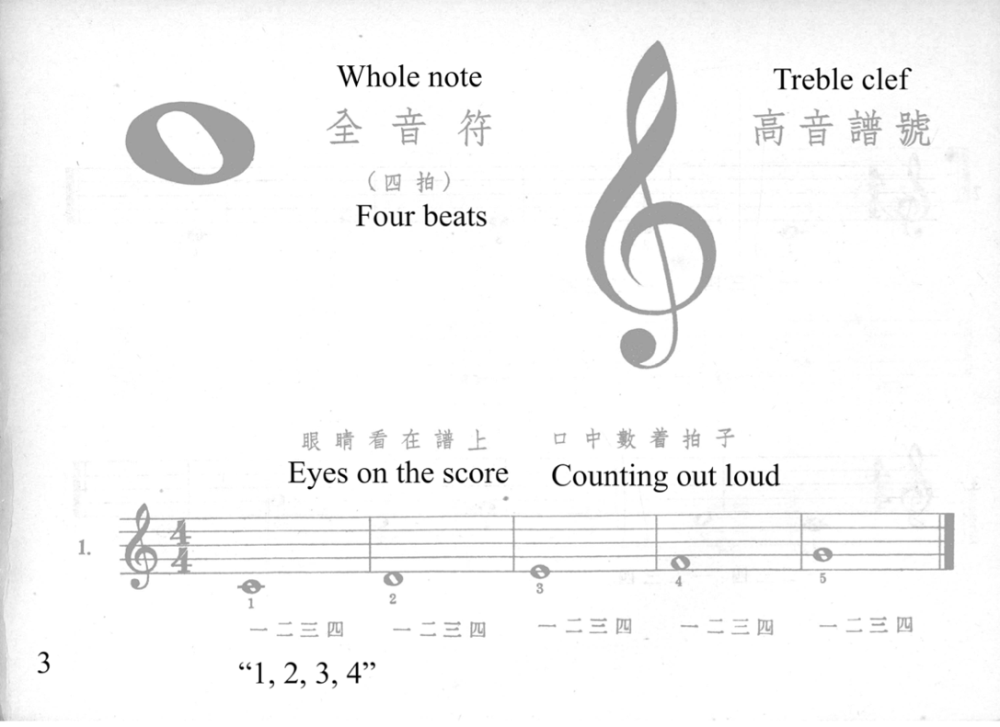 Whole note
全音符
（四拍）
Four beats
Treble clef
高音譜號
眼睛看在譜上
Eyes on the score
口中數着拍子
Counting out loud
1.
4
4
1 2 3 4 5
一二三四 一二三四 一二三四 一二三四 一二三四
3
“1, 2, 3, 4”